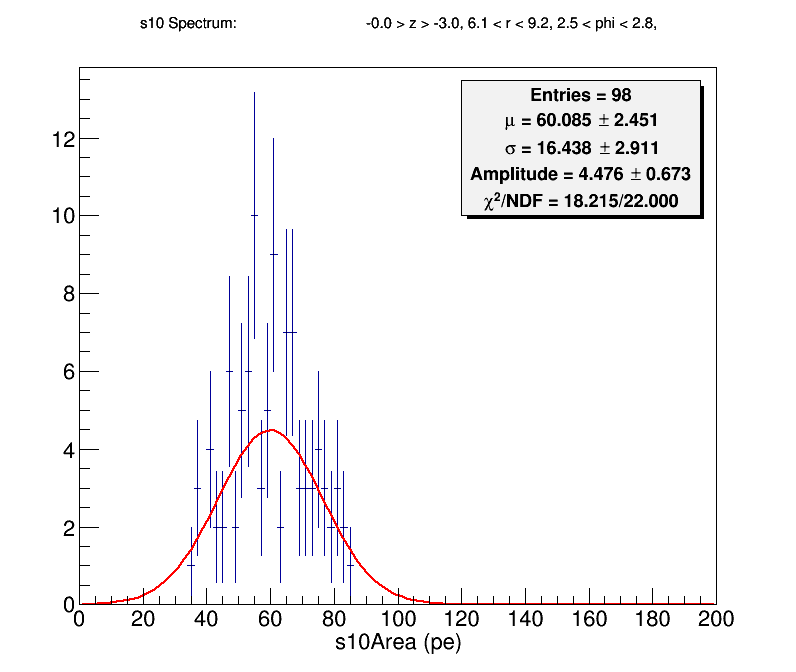 s10 Spectrum: -0.0 > z > -3.0, 6.1 < r < 9.2, 2.5 < phi < 2.8,
Entries = 98
μ = 60.085 ± 2.451
σ = 16.438 ± 2.911
Amplitude = 4.476 ± 0.673
χ²/NDF = 18.215/22.000
12
10
8
6
4
2
0
0 20 40 60 80 100 120 140 160 180 200
s10Area (pe)